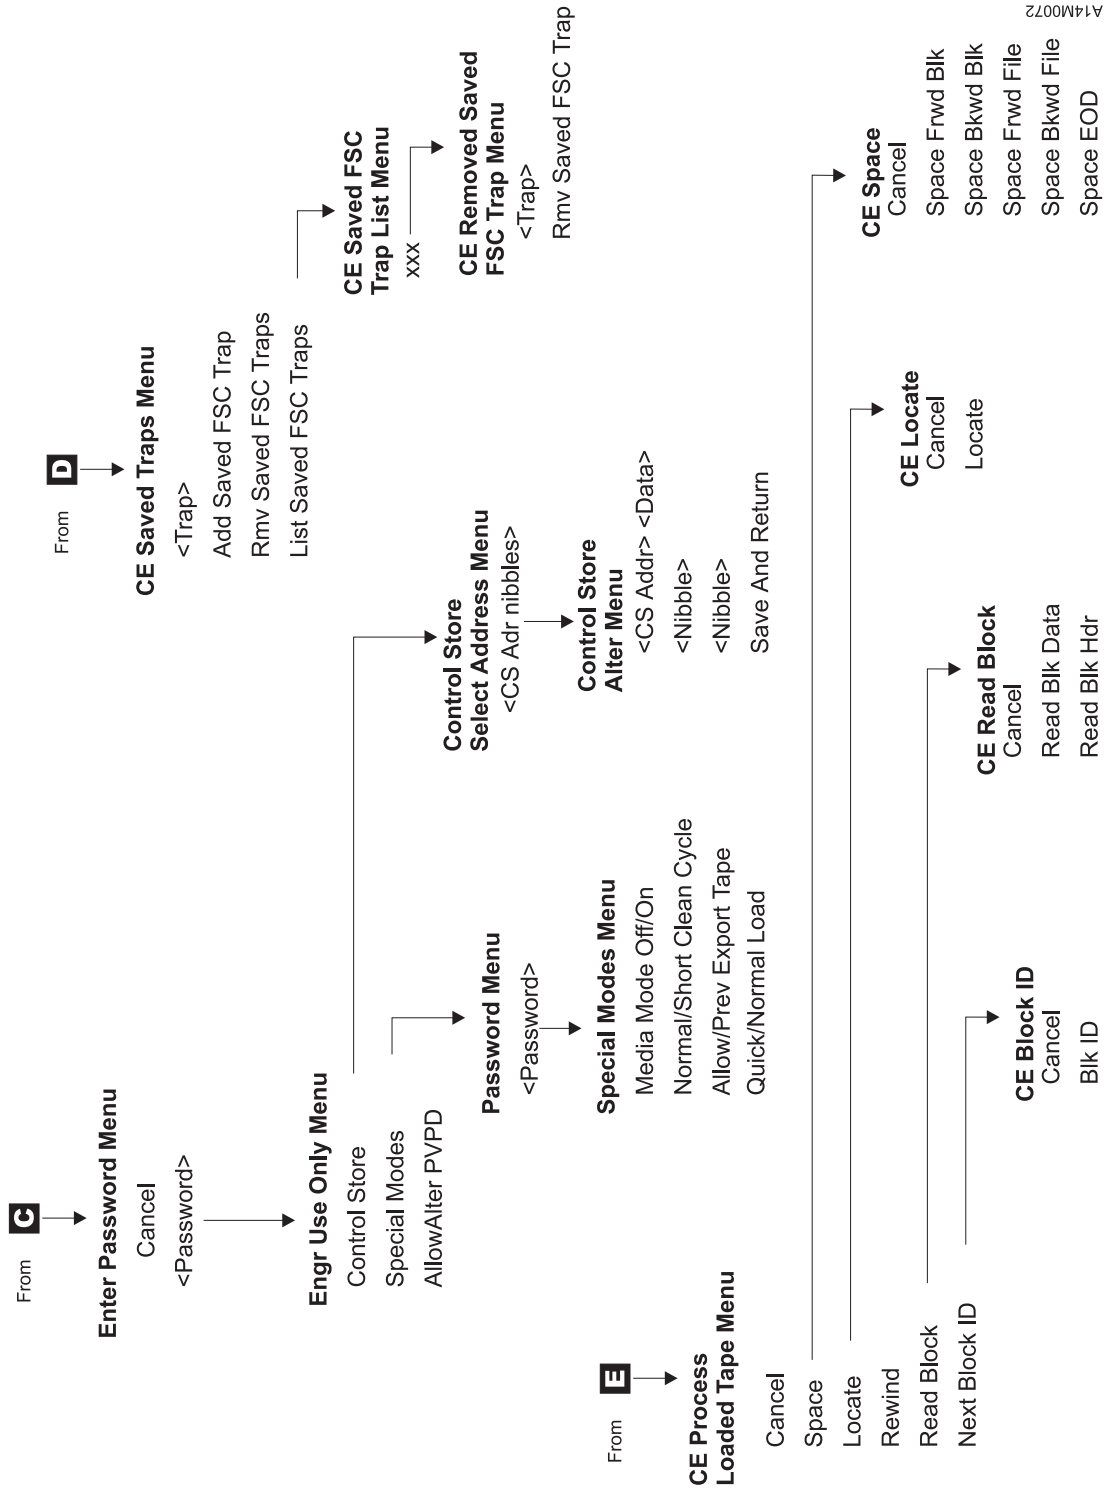 From C
Enter Password Menu
Cancel
<Password>
Engr Use Only Menu
Control Store
Special Modes
AllowAlter PVPD
Password Menu
<Password>
Special Modes Menu
Media Mode Off/On
Normal/Short Clean Cycle
Allow/Prev Export Tape
Quick/Normal Load
Control Store
Select Address Menu
<CS Adr nibbles>
Control Store
Alter Menu
<CS Addr> <Data>
<Nibble>
<Nibble>
Save And Return
From D
CE Saved Traps Menu
<Trap>
Add Saved FSC Trap
Rmv Saved FSC Traps
List Saved FSC Traps
CE Saved FSC
Trap List Menu
xxx
CE Removed Saved
FSC Trap Menu
<Trap>
Rmv Saved FSC Trap
From E
CE Process
Loaded Tape Menu
Cancel
Space
Locate
Rewind
Read Block
Next Block ID
CE Block ID
Cancel
Blk ID
CE Read Block
Cancel
Read Blk Data
Read Blk Hdr
CE Locate
Cancel
Locate
CE Space
Cancel
Space Frwd Blk
Space Bkwd Blk
Space Frwd File
Space Bkwd File
Space EOD
A14M0072